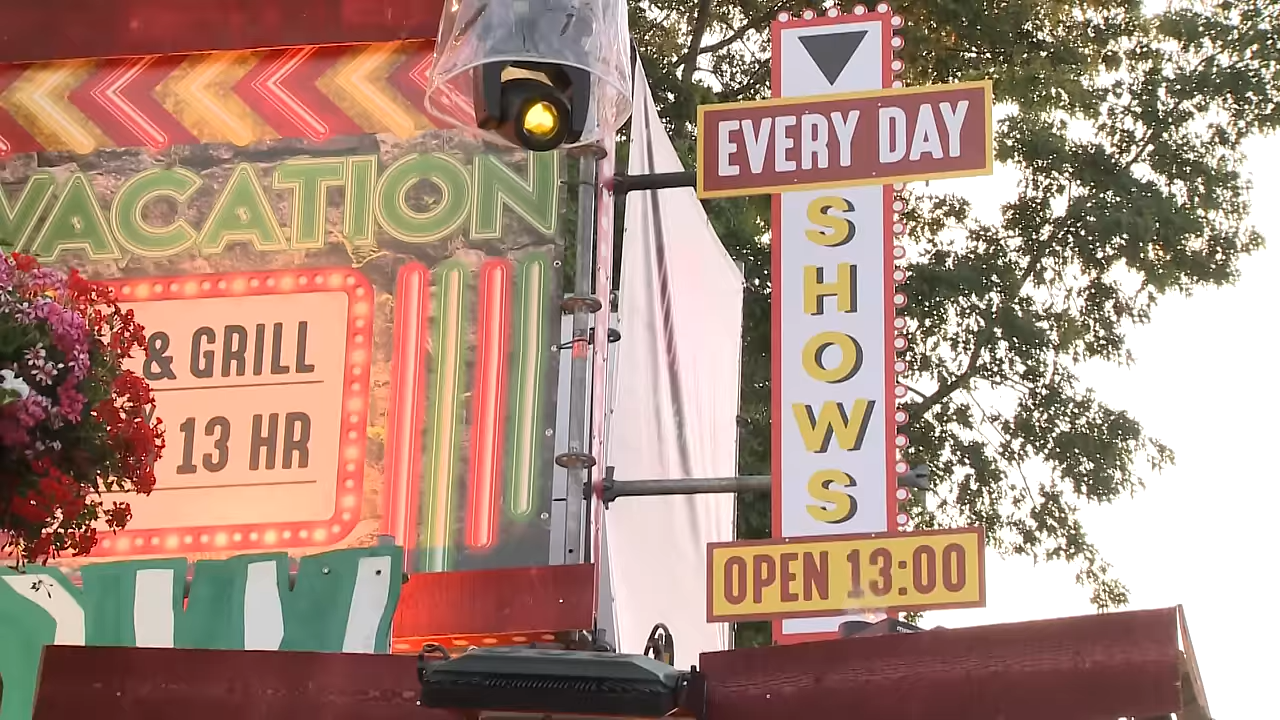 VACATION
& GRILL
13 HR
EVERY DAY
SHOWS
OPEN 13:00